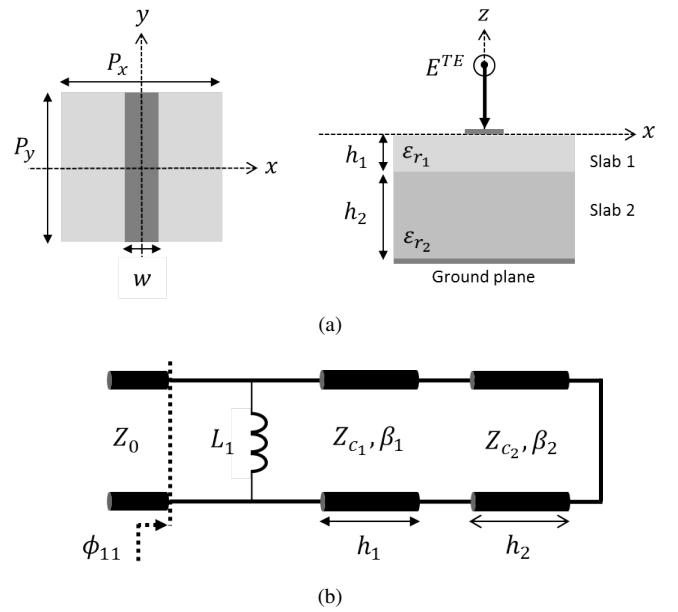 y
P_x
P_y
x
w
(a)
z
E^{TE}
x
h_1
ε_{r_1}
Slab 1
h_2
Slab 2
ε_{r_2}
Ground plane
Z_0
L_1
Z_{c_1}, β_1
Z_{c_2}, β_2
ϕ_{11}
h_1
h_2
(b)